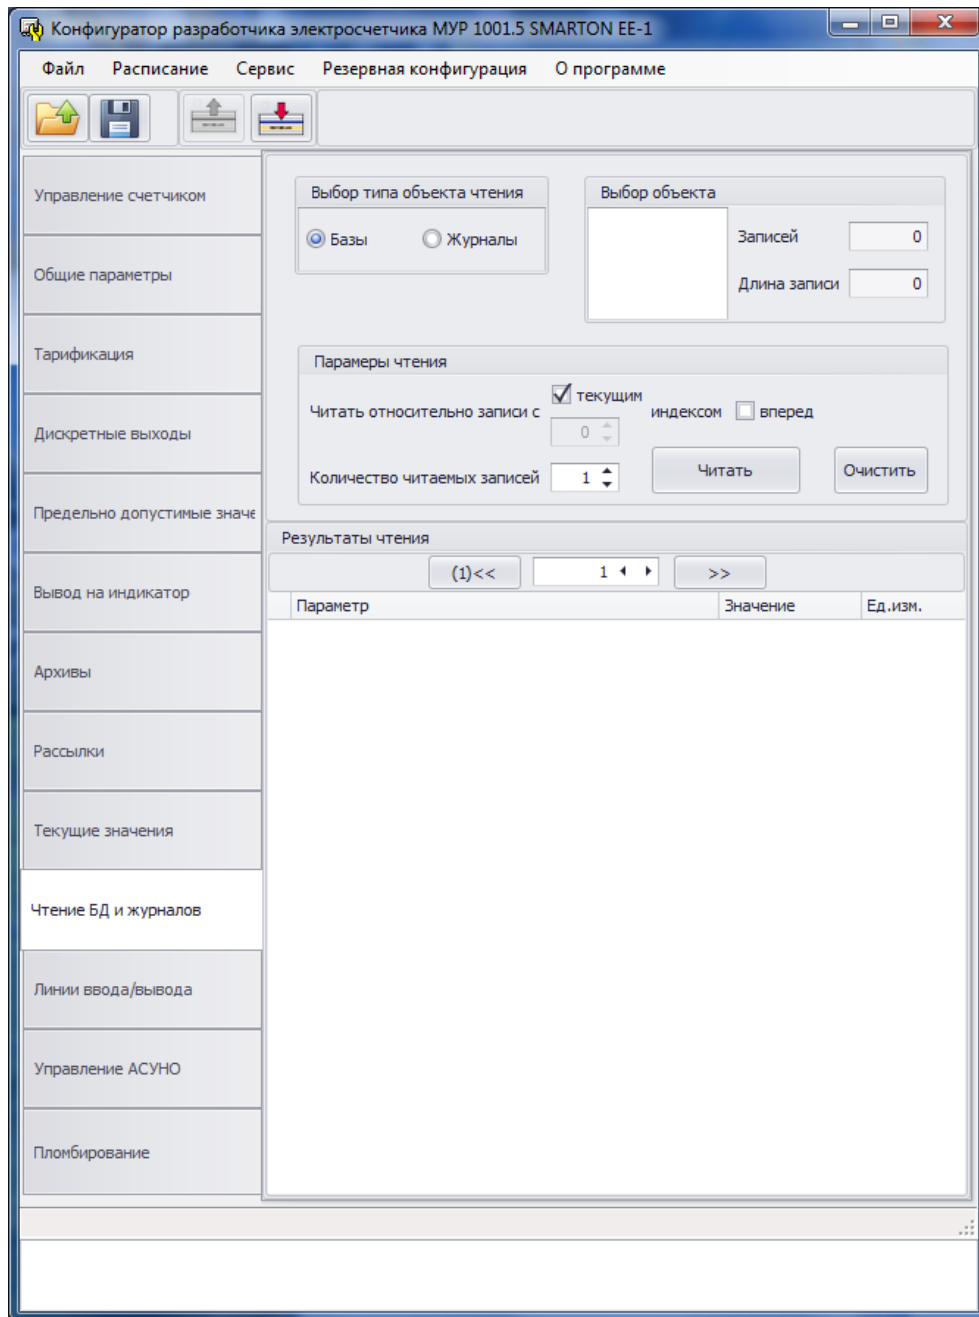 Конфигуратор разработчика электросчетчика МУР 1001.5 SMARTON EE-1
Файл Расписание Сервис Резервная конфигурация О программе
Управление счетчиком
Общие параметры
Тарификация
Дискретные выходы
Предельно допустимые значе
Вывод на индикатор
Архивы
Рассылки
Текущие значения
Чтение БД и журналов
Линии ввода/вывода
Управление АСУНО
Пломбирование
Выбор типа объекта чтения
Базы Журналы
Выбор объекта
Записей 0
Длина записи 0
Парамеры чтения
Читать относительно записи с текущим индексом вперед
0
Количество читаемых записей 1 Читать Очистить
Результаты чтения
(1)<< 1 >>
Параметр Значение Ед.изм.